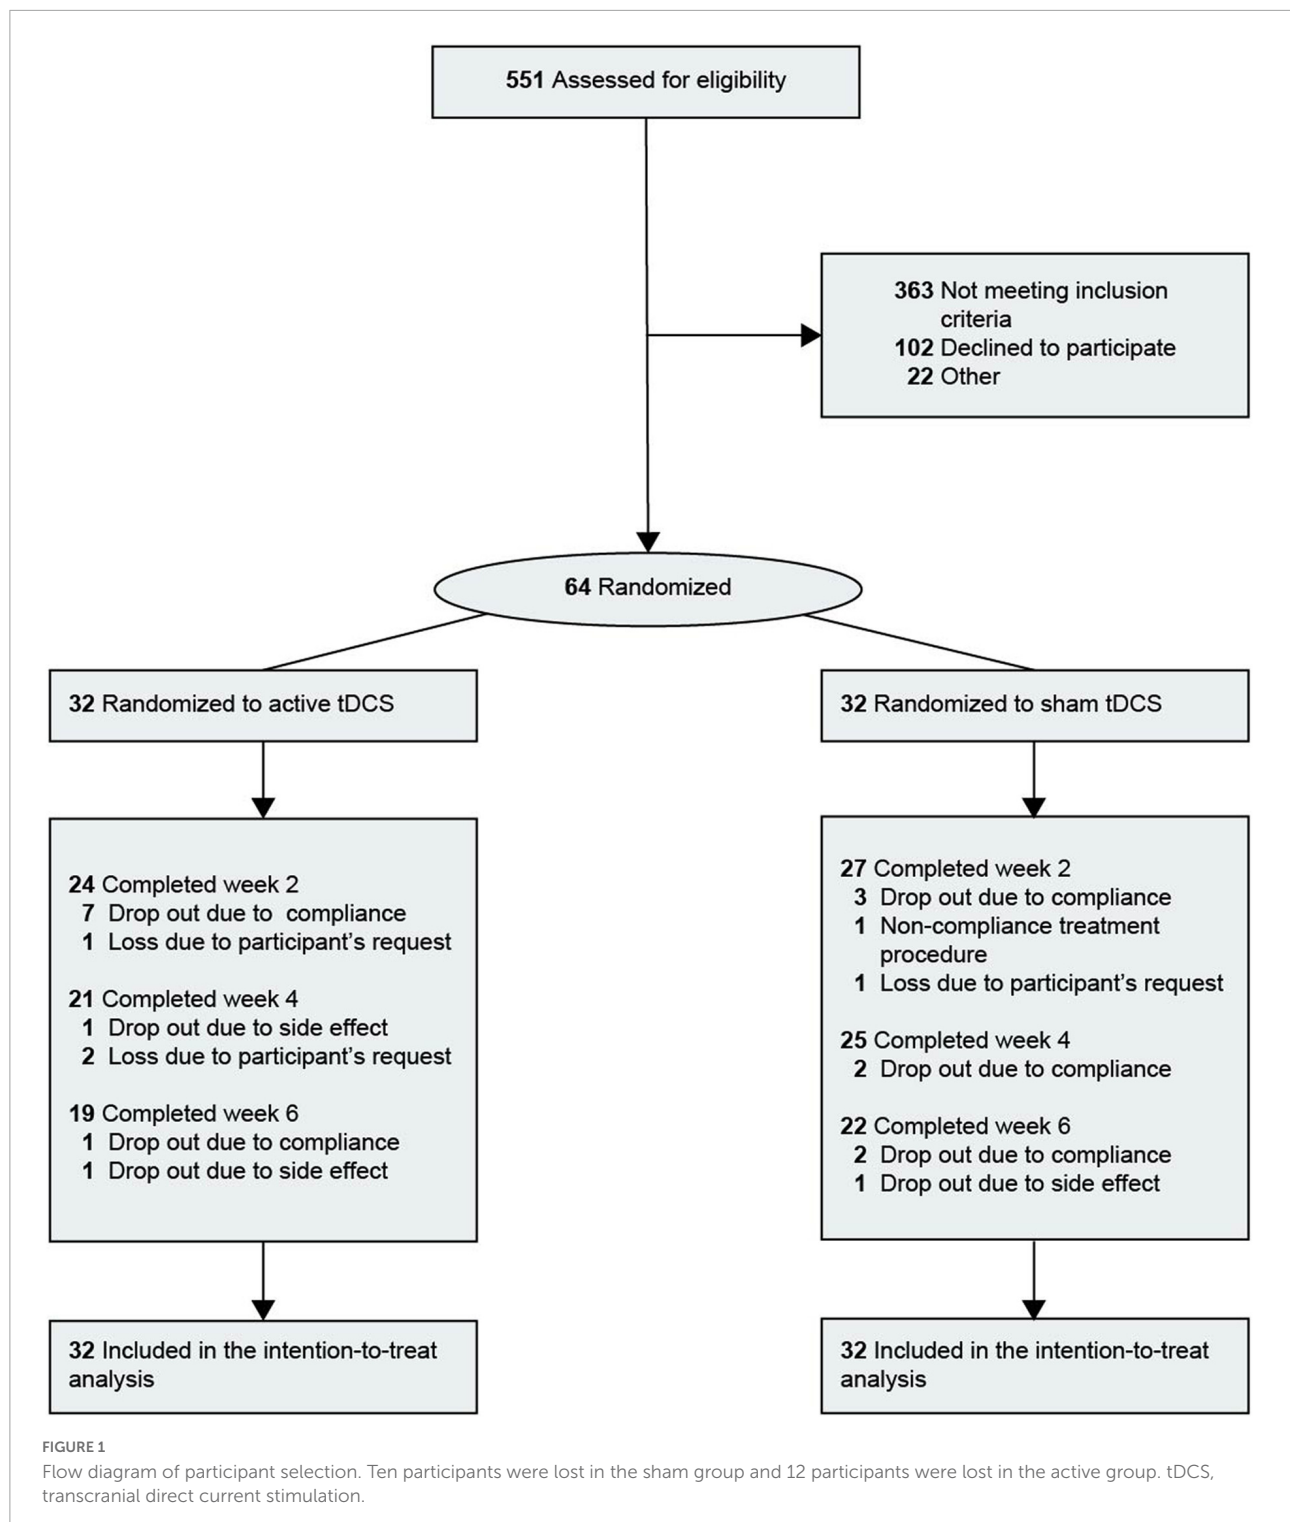 551 Assessed for eligibility
363 Not meeting inclusion
criteria
102 Declined to participate
22 Other
64 Randomized
32 Randomized to active tDCS
32 Randomized to sham tDCS
24 Completed week 2
7 Drop out due to compliance
1 Loss due to participant's request
21 Completed week 4
1 Drop out due to side effect
2 Loss due to participant's request
19 Completed week 6
1 Drop out due to compliance
1 Drop out due to side effect
27 Completed week 2
3 Drop out due to compliance
1 Non-compliance treatment
procedure
1 Loss due to participant's request
25 Completed week 4
2 Drop out due to compliance
22 Completed week 6
2 Drop out due to compliance
1 Drop out due to side effect
32 Included in the intention-to-treat
analysis
32 Included in the intention-to-treat
analysis
FIGURE 1
Flow diagram of participant selection. Ten participants were lost in the sham group and 12 participants were lost in the active group. tDCS,
transcranial direct current stimulation.